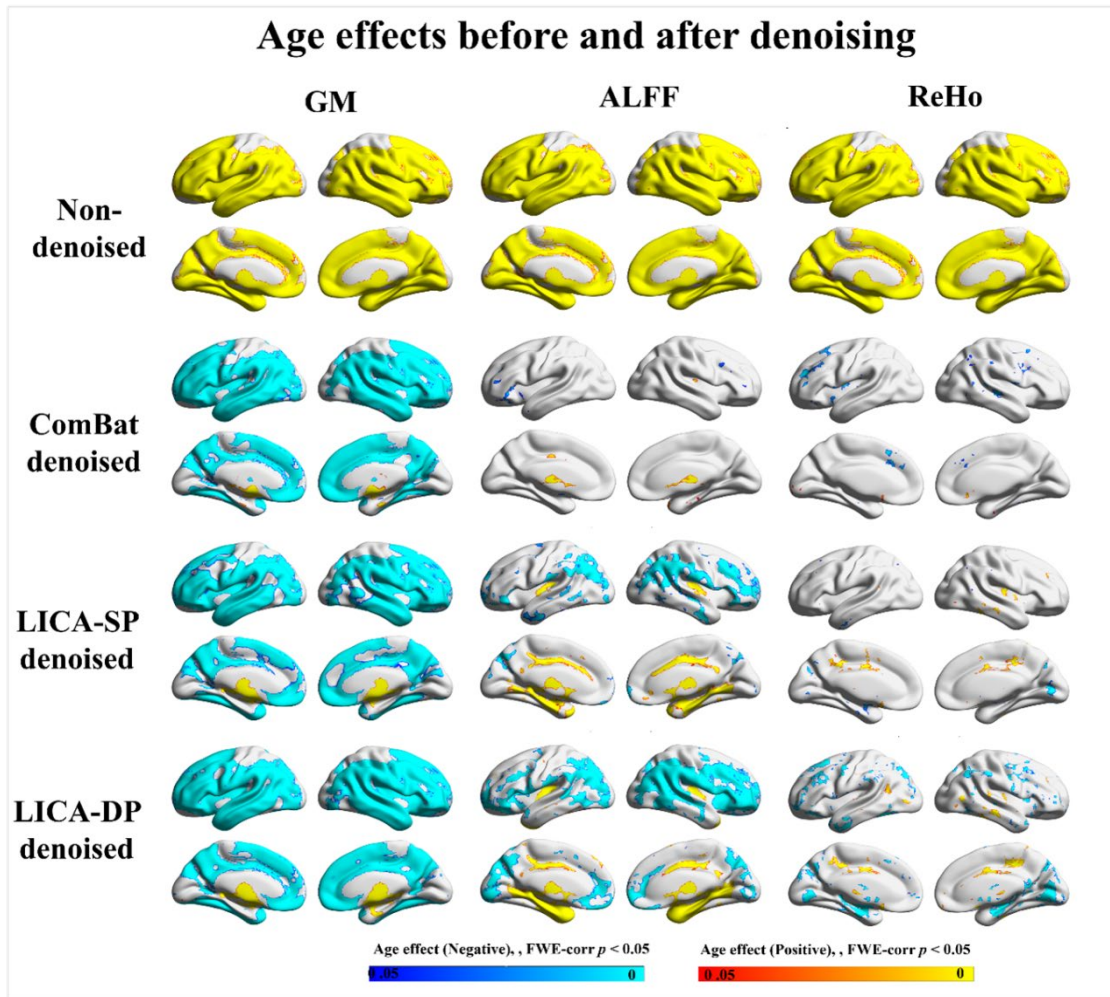 Age effects before and after denoising
GM ALFF ReHo
Non-
denoised
ComBat
denoised
LICA-SP
denoised
LICA-DP
denoised
Age effect (Negative), , FWE-corr p < 0.05 Age effect (Positive), , FWE-corr p < 0.05
0 .05 0 0.05 0